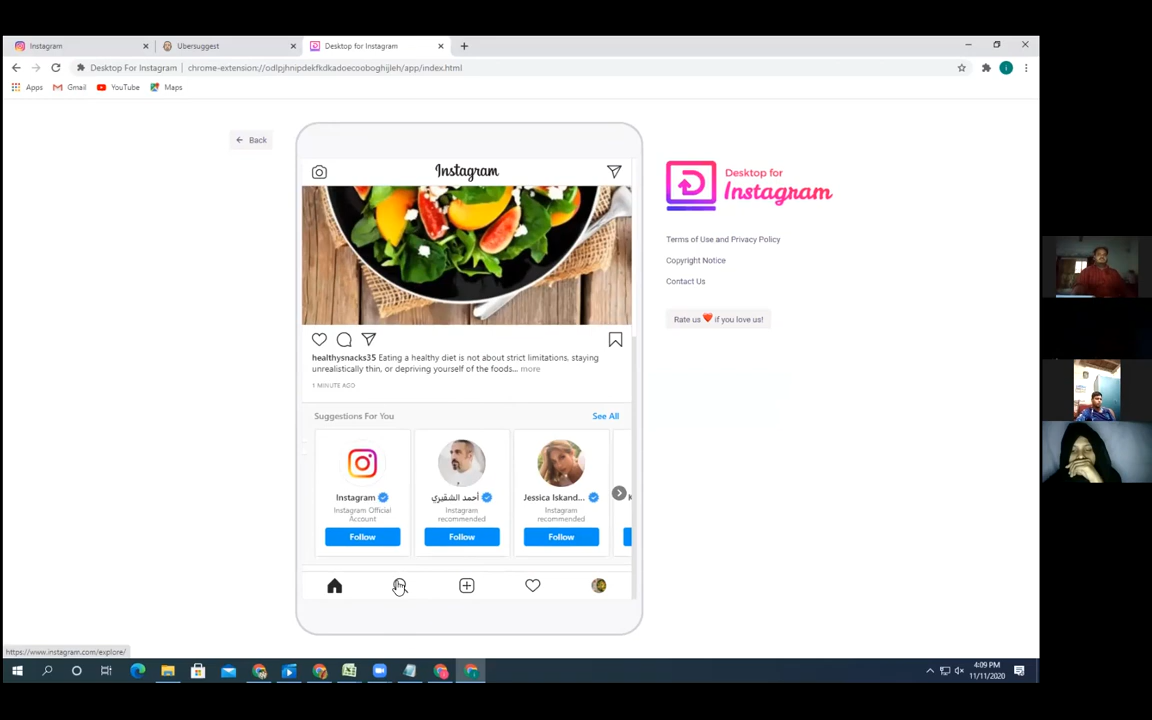 Instagram
Ubersuggest
Desktop for Instagram
Desktop For Instagram
chrome-extension://odlpjhnipdekfkdkadoecooboghijleh/app/index.html
Apps
Gmail
YouTube
Maps
Back
Instagram
Desktop for
Instagram
Terms of Use and Privacy Policy
Copyright Notice
Contact Us
Rate us ❤️ if you love us!
healthysnacks35 Eating a healthy diet is not about strict limitations, staying
unrealistically thin, or depriving yourself of the foods... more
1 MINUTE AGO
Suggestions For You
See All
Instagram
Instagram Official
Account
Follow
أحمد الشقيري
Instagram
recommended
Follow
Jessica Iskand...
Instagram
recommended
Follow
https://www.instagram.com/explore/
4:09 PM
11/11/2020